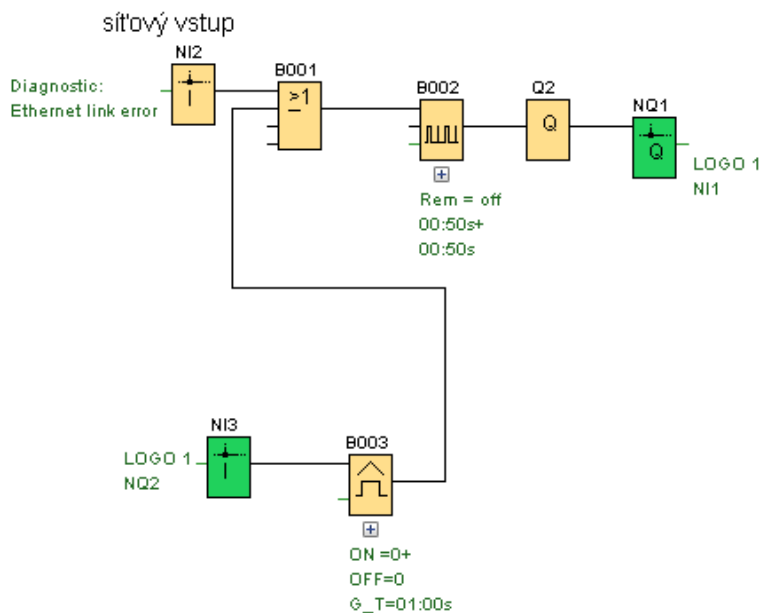 síťový vstup
NI2
Diagnostic:
Ethernet link error
B001
>1
B002
Q2
Q
NQ1
Q
LOGO 1
NI1
Rem = off
00:50s+
00:50s
NI3
LOGO 1
NQ2
I
I
B003
ON =0+
OFF=0
G_T=01:00s